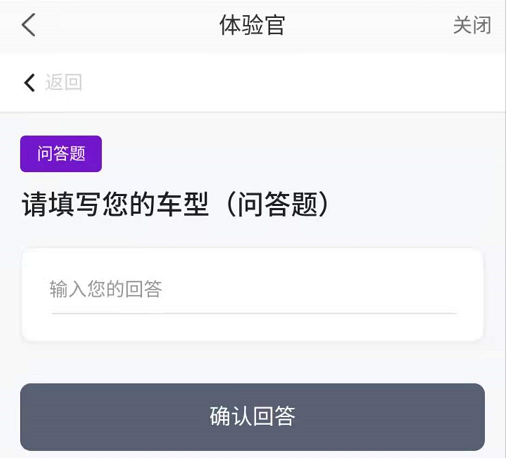 体验官 关闭
返回
问答题
请填写您的车型（问答题）
输入您的回答
确认回答